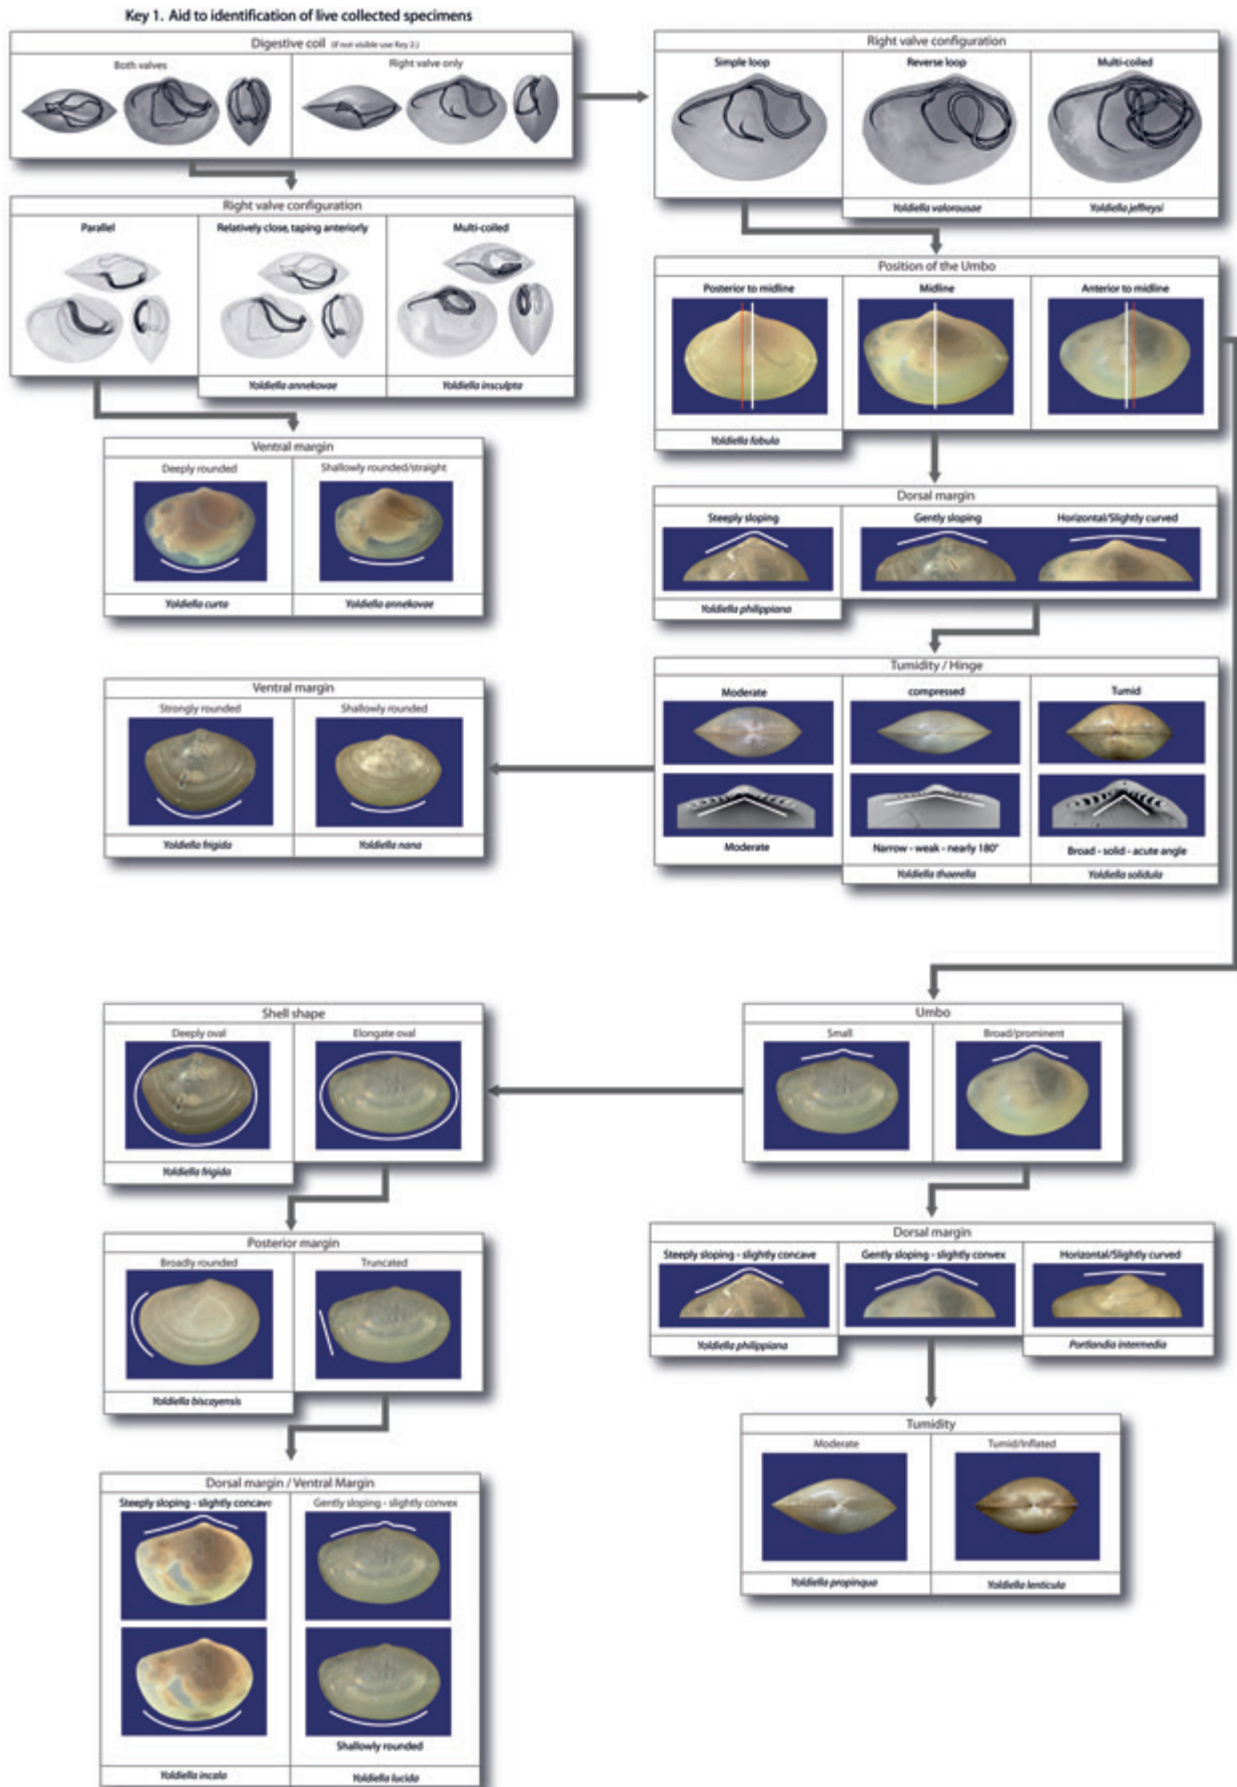 Key 1. Aid to identification of live collected specimens
Digestive coil (if not visible use Key 2)
Both valves
Right valve only
Right valve configuration
Simple loop
Reverse loop
Multi-coiled
Yoldiella valorousae
Yoldiella jeffreysi
Right valve configuration
Parallel
Relatively close, taping anteriorly
Multi-coiled
Yoldiella annekovae
Yoldiella insculpta
Position of the Umbo
Posterior to midline
Midline
Anterior to midline
Yoldiella fabula
Ventral margin
Deeply rounded
Shallowly rounded/straight
Yoldiella curta
Yoldiella annekovae
Dorsal margin
Steeply sloping
Gently sloping
Horizontal/Slightly curved
Yoldiella philippiana
Tumidity / Hinge
Moderate
compressed
Tumid
Moderate
Narrow - weak - nearly 180°
Broad - solid - acute angle
Yoldiella thaerella
Yoldiella solidula
Ventral margin
Strongly rounded
Shallowly rounded
Yoldiella frigida
Yoldiella nana
Umbo
Small
Broad/prominent
Shell shape
Deeply oval
Elongate oval
Yoldiella frigida
Dorsal margin
Steeply sloping - slightly concave
Gently sloping - slightly convex
Horizontal/Slightly curved
Yoldiella philippiana
Portlandia intermedia
Posterior margin
Broadly rounded
Truncated
Yoldiella biscayensis
Tumidity
Moderate
Tumid/Inflated
Yoldiella propinqua
Yoldiella lenticula
Dorsal margin / Ventral Margin
Steeply sloping - slightly concave
Gently sloping - slightly convex
Shallowly rounded
Yoldiella incala
Yoldiella lucida